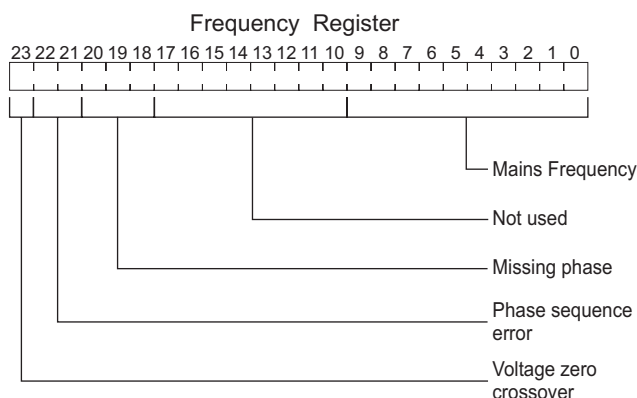 Frequency Register
23 22 21 20 19 18 17 16 15 14 13 12 11 10 9 8 7 6 5 4 3 2 1 0
Mains Frequency
Not used
Missing phase
Phase sequence
error
Voltage zero
crossover